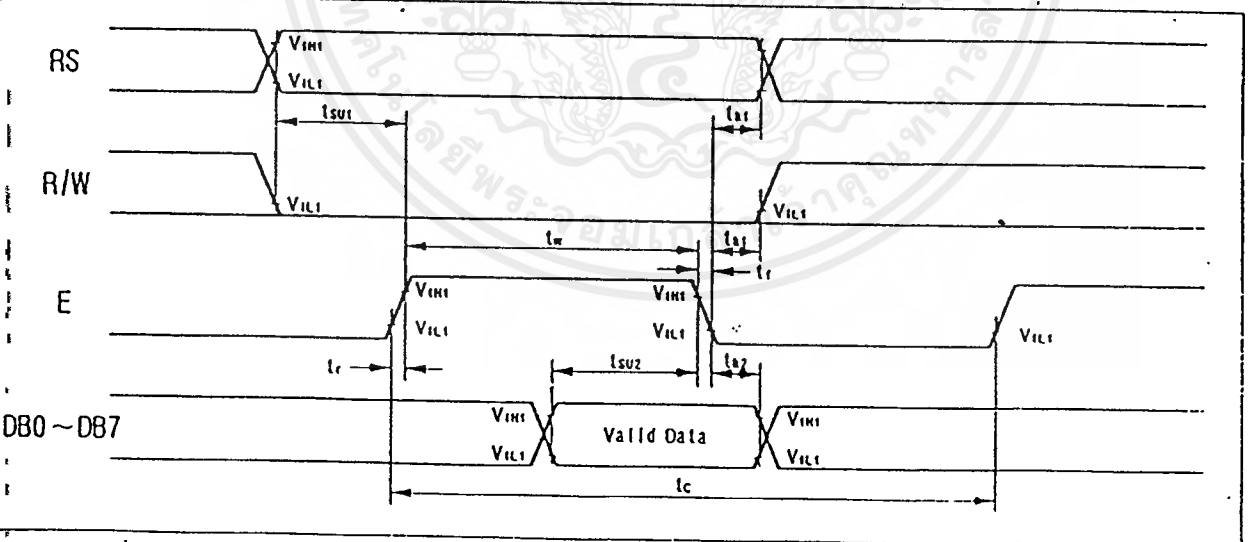 RS
VIH1
VIL1
tsu1
th1
R/W
VIL1
VIL1
tw
th1
tf
E
VIH1
VIL1
VIH1
VIL1
VIL1
tr
tsu2
th2
DB0~DB7
VIH1
VIL1
Valid Data
VIH1
VIL1
tc